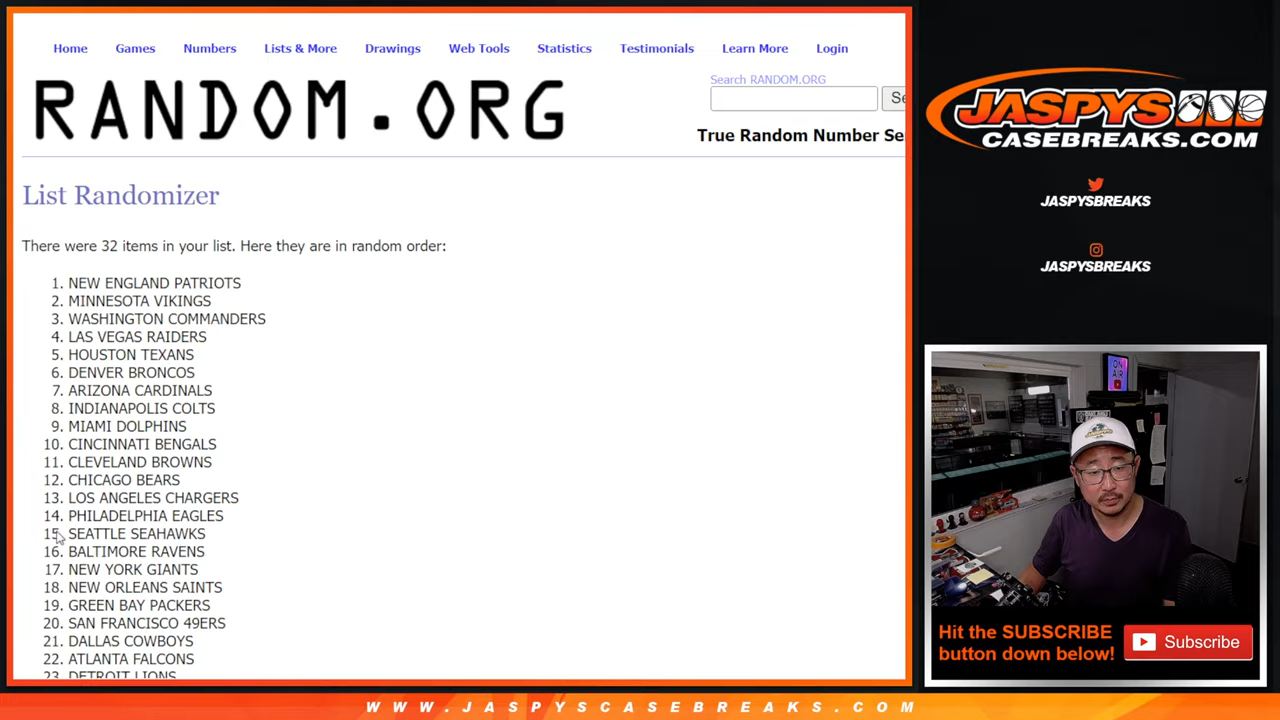 Home Games Numbers Lists & More Drawings Web Tools Statistics Testimonials Learn More Login
RANDOM.ORG
Search RANDOM.ORG
Se
True Random Number Se
List Randomizer
There were 32 items in your list. Here they are in random order:
1. NEW ENGLAND PATRIOTS
2. MINNESOTA VIKINGS
3. WASHINGTON COMMANDERS
4. LAS VEGAS RAIDERS
5. HOUSTON TEXANS
6. DENVER BRONCOS
7. ARIZONA CARDINALS
8. INDIANAPOLIS COLTS
9. MIAMI DOLPHINS
10. CINCINNATI BENGALS
11. CLEVELAND BROWNS
12. CHICAGO BEARS
13. LOS ANGELES CHARGERS
14. PHILADELPHIA EAGLES
15. SEATTLE SEAHAWKS
16. BALTIMORE RAVENS
17. NEW YORK GIANTS
18. NEW ORLEANS SAINTS
19. GREEN BAY PACKERS
20. SAN FRANCISCO 49ERS
21. DALLAS COWBOYS
22. ATLANTA FALCONS
23. DETROIT LIONS
JASPYS
CASEBREAKS.COM
JASPYSBREAKS
JASPYSBREAKS
ON
AIR
Hit the SUBSCRIBE
button down below!
Subscribe
WWW.JASPYSCASEBREAKS.COM